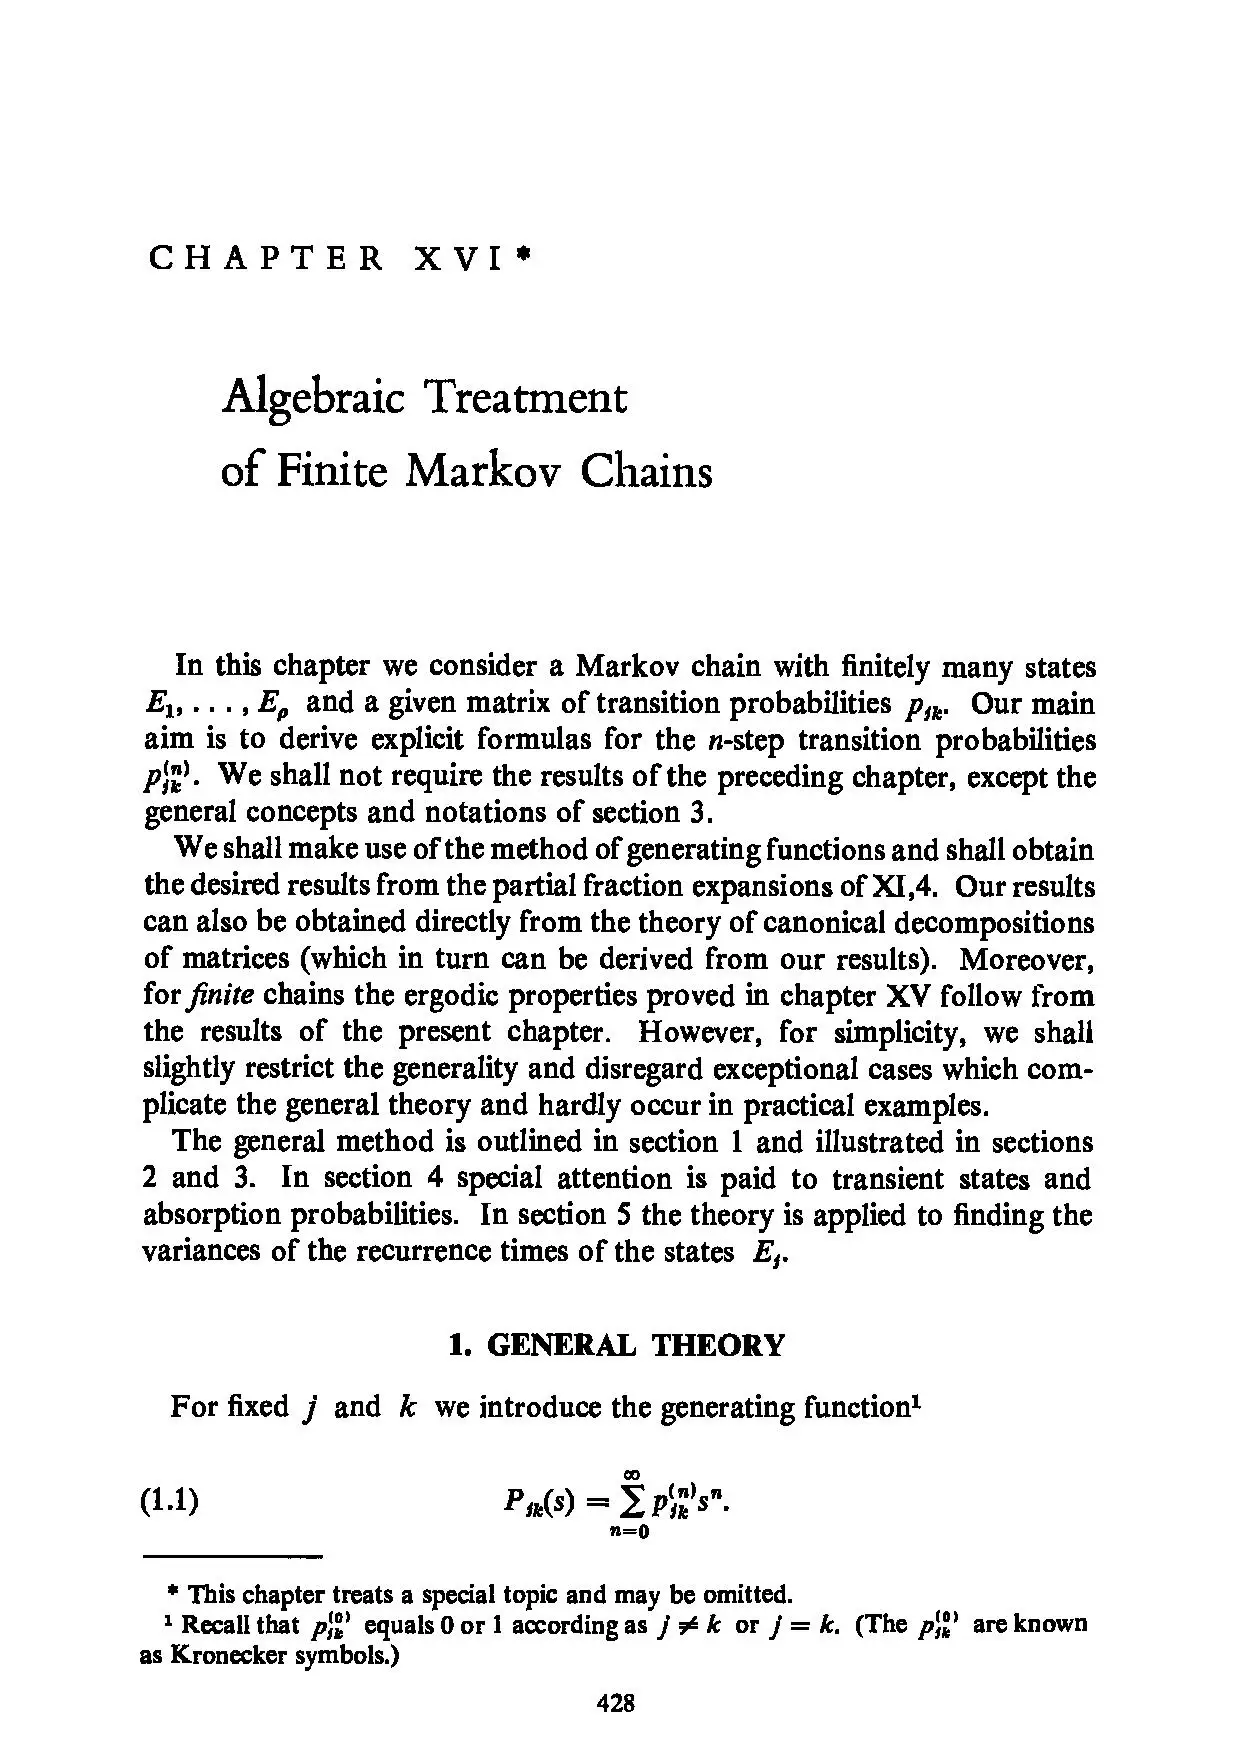 CHAPTER XVI*
Algebraic Treatment
of Finite Markov Chains
In this chapter we consider a Markov chain with finitely many states
E₁, . . . , E_ρ and a given matrix of transition probabilities p_{jk}. Our main
aim is to derive explicit formulas for the n-step transition probabilities
p_{jk}^{(n)}. We shall not require the results of the preceding chapter, except the
general concepts and notations of section 3.
We shall make use of the method of generating functions and shall obtain
the desired results from the partial fraction expansions of XI,4. Our results
can also be obtained directly from the theory of canonical decompositions
of matrices (which in turn can be derived from our results). Moreover,
for finite chains the ergodic properties proved in chapter XV follow from
the results of the present chapter. However, for simplicity, we shall
slightly restrict the generality and disregard exceptional cases which com-
plicate the general theory and hardly occur in practical examples.
The general method is outlined in section 1 and illustrated in sections
2 and 3. In section 4 special attention is paid to transient states and
absorption probabilities. In section 5 the theory is applied to finding the
variances of the recurrence times of the states E_j.
1. GENERAL THEORY
For fixed j and k we introduce the generating function¹
(1.1) P_{jk}(s) = ∑_{n=0}^{∞} p_{jk}^{(n)} s^n.
* This chapter treats a special topic and may be omitted.
¹ Recall that p_{jk}^{(0)} equals 0 or 1 according as j ≠ k or j = k. (The p_{jk}^{(0)} are known
as Kronecker symbols.)
428